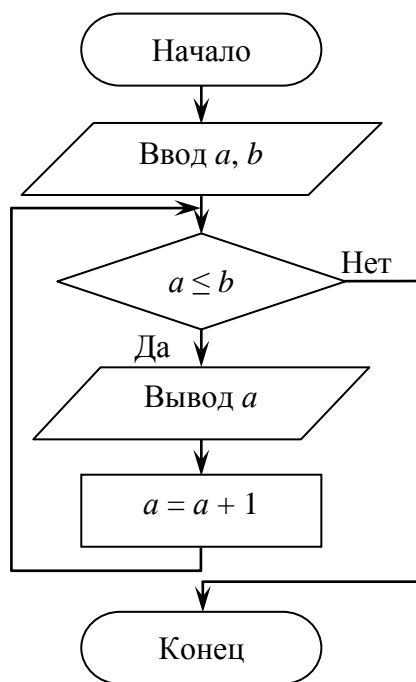 Начало
Ввод a, b
a ≤ b
Нет
Да
Вывод a
a = a + 1
Конец